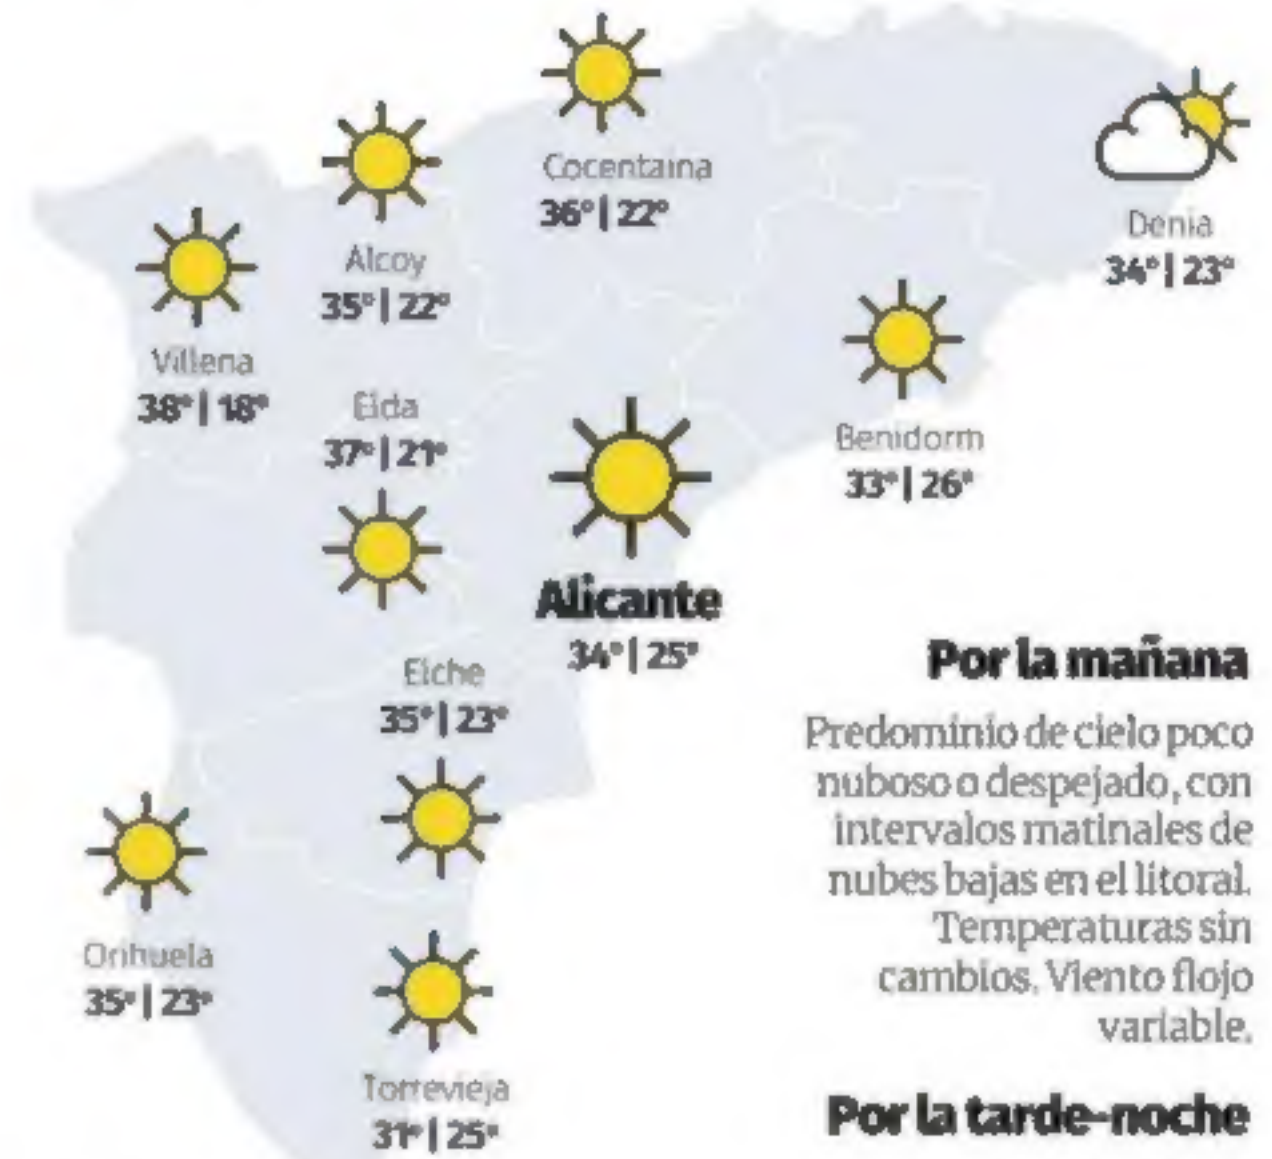 Cocentaina
36°|22°
Denia
34°|23°
Alcoy
35°|22°
Villena
38°|18°
Elda
37°|21°
Benidorm
33°|26°
Alicante
34°|25°
Elche
35°|23°
Orihuela
35°|23°
Torrevieja
31°|25°
Por la mañana
Predominio de cielo poco
nuboso o despejado, con
intervalos matinales de
nubes bajas en el litoral.
Temperaturas sin
cambios. Viento flojo
variable.
Por la tarde-noche